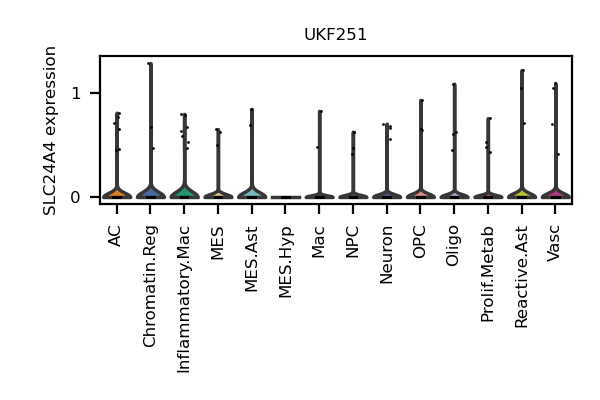 UKF251
SLC24A4 expression
1
0
AC
Chromatin.Reg
Inflammatory.Mac
MES
MES.Ast
MES.Hyp
Mac
NPC
Neuron
OPC
Oligo
Prolif.Metab
Reactive.Ast
Vasc